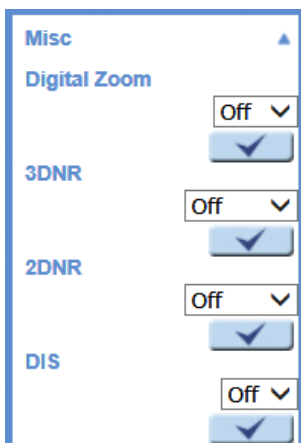 Misc
Digital Zoom
Off
3DNR
Off
2DNR
Off
DIS
Off